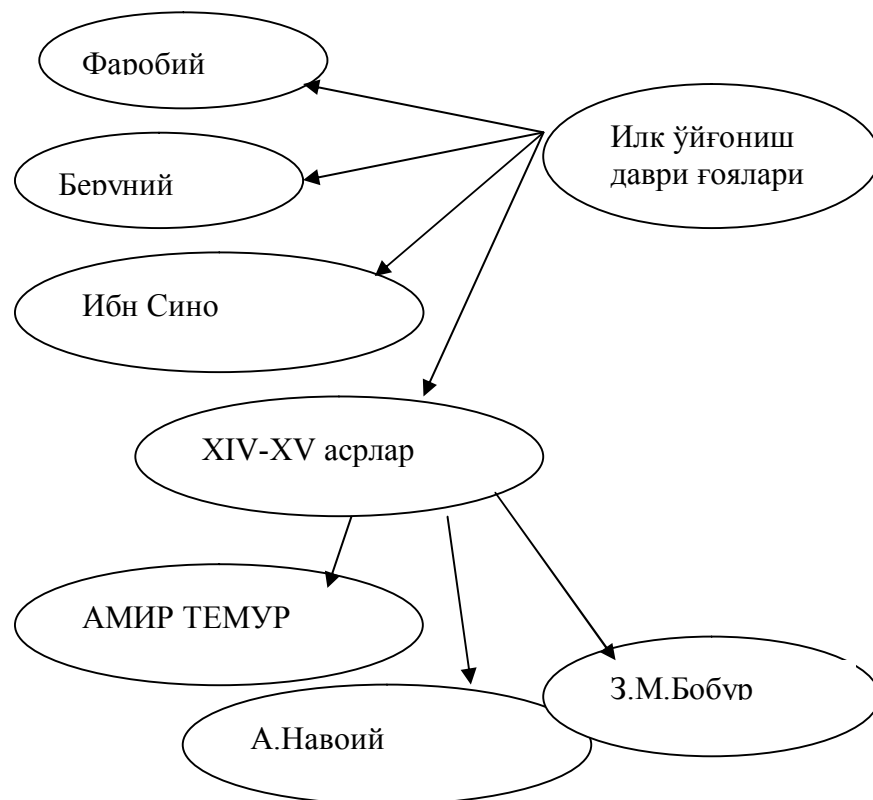 Фаробий
Илк ўйғониш
даври ғоялари
Беруний
Ибн Сино
XIV-XV асрлар
АМИР ТЕМУР
З.М.Бобур
А.Навоий